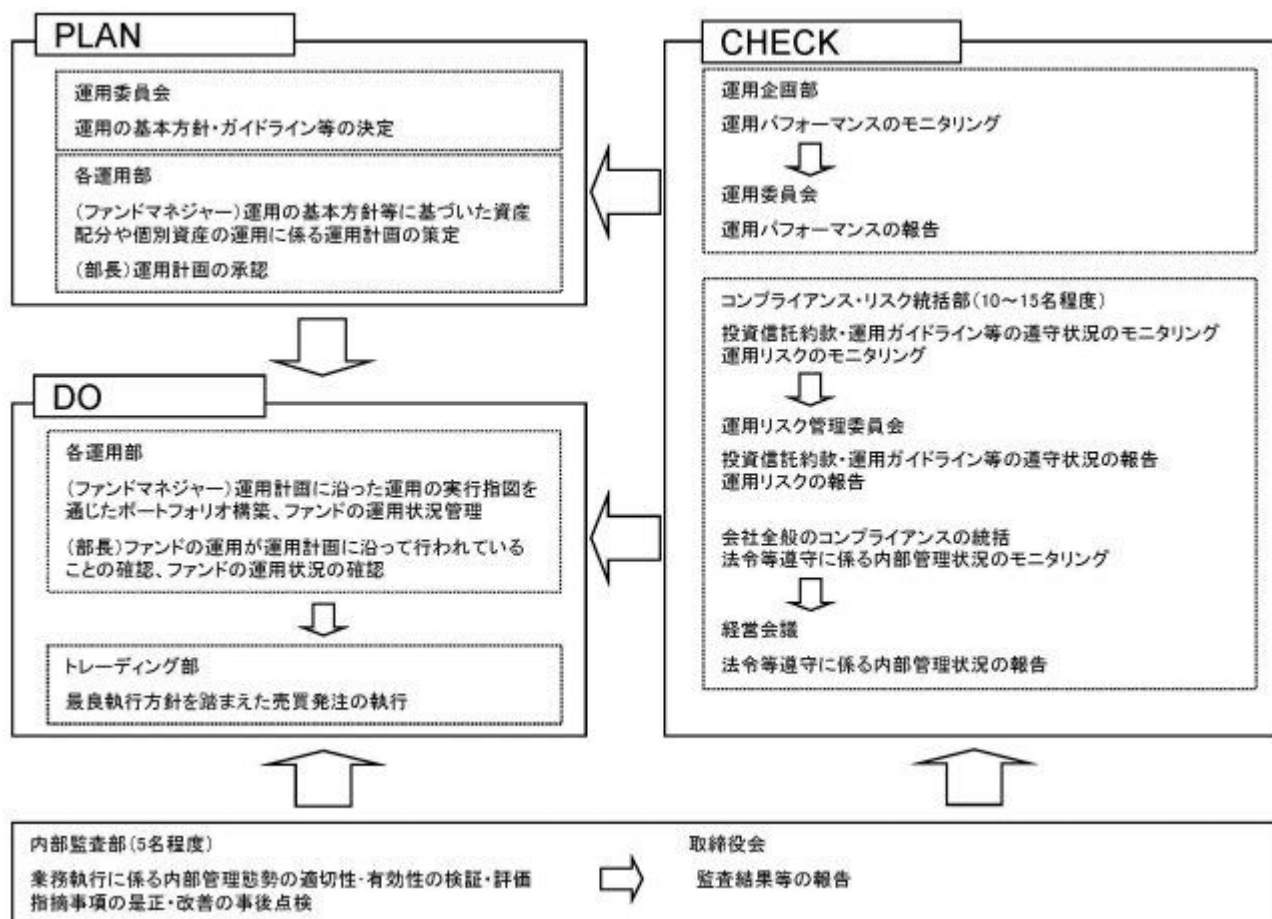 PLAN
運用委員会
運用の基本方針・ガイドライン等の決定
各運用部
(ファンドマネジャー)運用の基本方針等に基づいた資産
配分や個別資産の運用に係る運用計画の策定
(部長)運用計画の承認
DO
各運用部
(ファンドマネジャー)運用計画に沿った運用の実行指図を
通じたポートフォリオ構築、ファンドの運用状況管理
(部長)ファンドの運用が運用計画に沿って行われている
ことの確認、ファンドの運用状況の確認
トレーディング部
最良執行方針を踏まえた売買発注の執行
CHECK
運用企画部
運用パフォーマンスのモニタリング
運用委員会
運用パフォーマンスの報告
コンプライアンス・リスク統括部(10～15名程度)
投資信託約款・運用ガイドライン等の遵守状況のモニタリング
運用リスクのモニタリング
運用リスク管理委員会
投資信託約款・運用ガイドライン等の遵守状況の報告
運用リスクの報告
会社全般のコンプライアンスの統括
法令等遵守に係る内部管理状況のモニタリング
経営会議
法令等遵守に係る内部管理状況の報告
内部監査部(5名程度)
業務執行に係る内部管理態勢の適切性・有効性の検証・評価
指摘事項の是正・改善の事後点検
取締役会
監査結果等の報告